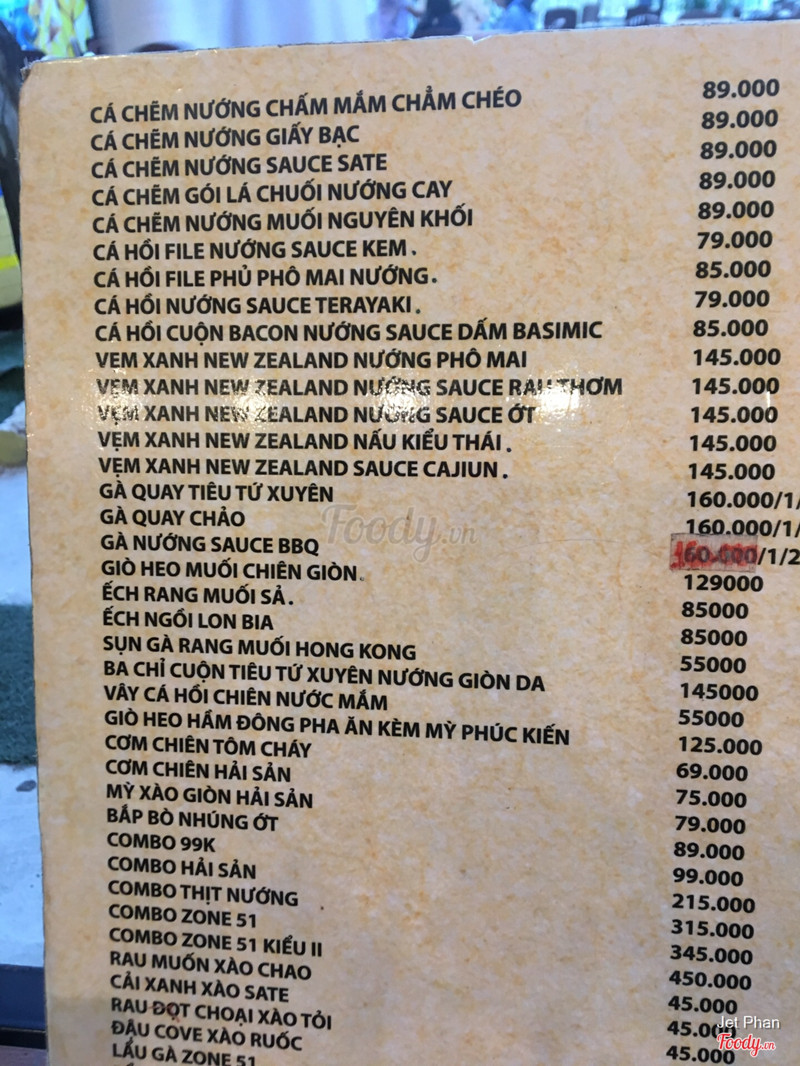 CÁ CHẼM NƯỚNG CHẤM MẮM CHẲM CHÉO 89.000
CÁ CHẼM NƯỚNG GIẤY BẠC 89.000
CÁ CHẼM NƯỚNG SAUCE SATE 89.000
CÁ CHẼM GÓI LÁ CHUỐI NƯỚNG CAY 89.000
CÁ CHẼM NƯỚNG MUỐI NGUYÊN KHỐI 89.000
CÁ HỒI FILE NƯỚNG SAUCE KEM . 79.000
CÁ HỒI FILE PHỦ PHÔ MAI NƯỚNG . 85.000
CÁ HỒI NƯỚNG SAUCE TERAYAKI . 79.000
CÁ HỒI CUỘN BACON NƯỚNG SAUCE DẤM BASIMIC 85.000
VẸM XANH NEW ZEALAND NƯỚNG PHÔ MAI 145.000
VẸM XANH NEW ZEALAND NƯỚNG SAUCE RAU THƠM 145.000
VẸM XANH NEW ZEALAND NƯỚNG SAUCE ỚT 145.000
VẸM XANH NEW ZEALAND NẤU KIỂU THÁI . 145.000
VẸM XANH NEW ZEALAND SAUCE CAJIUN . 145.000
GÀ QUAY TIÊU TỨ XUYÊN 160.000/1/
GÀ QUAY CHẢO 160.000/1/
GÀ NƯỚNG SAUCE BBQ /1/2
GIÒ HEO MUỐI CHIÊN GIÒN . 129000
ẾCH RANG MUỐI SẢ . 85000
ẾCH NGỒI LON BIA 85000
SỤN GÀ RANG MUỐI HONG KONG 55000
BA CHỈ CUỘN TIÊU TỨ XUYÊN NƯỚNG GIÒN DA 145000
VÂY CÁ HỒI CHIÊN NƯỚC MẮM 55000
GIÒ HEO HẦM ĐÔNG PHA ĂN KÈM MỲ PHÚC KIẾN 125.000
CƠM CHIÊN TÔM CHÁY 69.000
CƠM CHIÊN HẢI SẢN 75.000
MỲ XÀO GIÒN HẢI SẢN 79.000
BẮP BÒ NHÚNG ỚT 89.000
COMBO 99K 99.000
COMBO HẢI SẢN 215.000
COMBO THỊT NƯỚNG 315.000
COMBO ZONE 51 345.000
COMBO ZONE 51 KIỂU II 450.000
RAU MUỐN XÀO CHAO 45.000
CẢI XANH XÀO SATE 45.000
RAU ĐỌT CHOẠI XÀO TỎI 45.000
ĐẬU COVE XÀO RUỐC
LẨU GÀ ZONE 51
Foody.vn
Jet Phan
Foody.vn